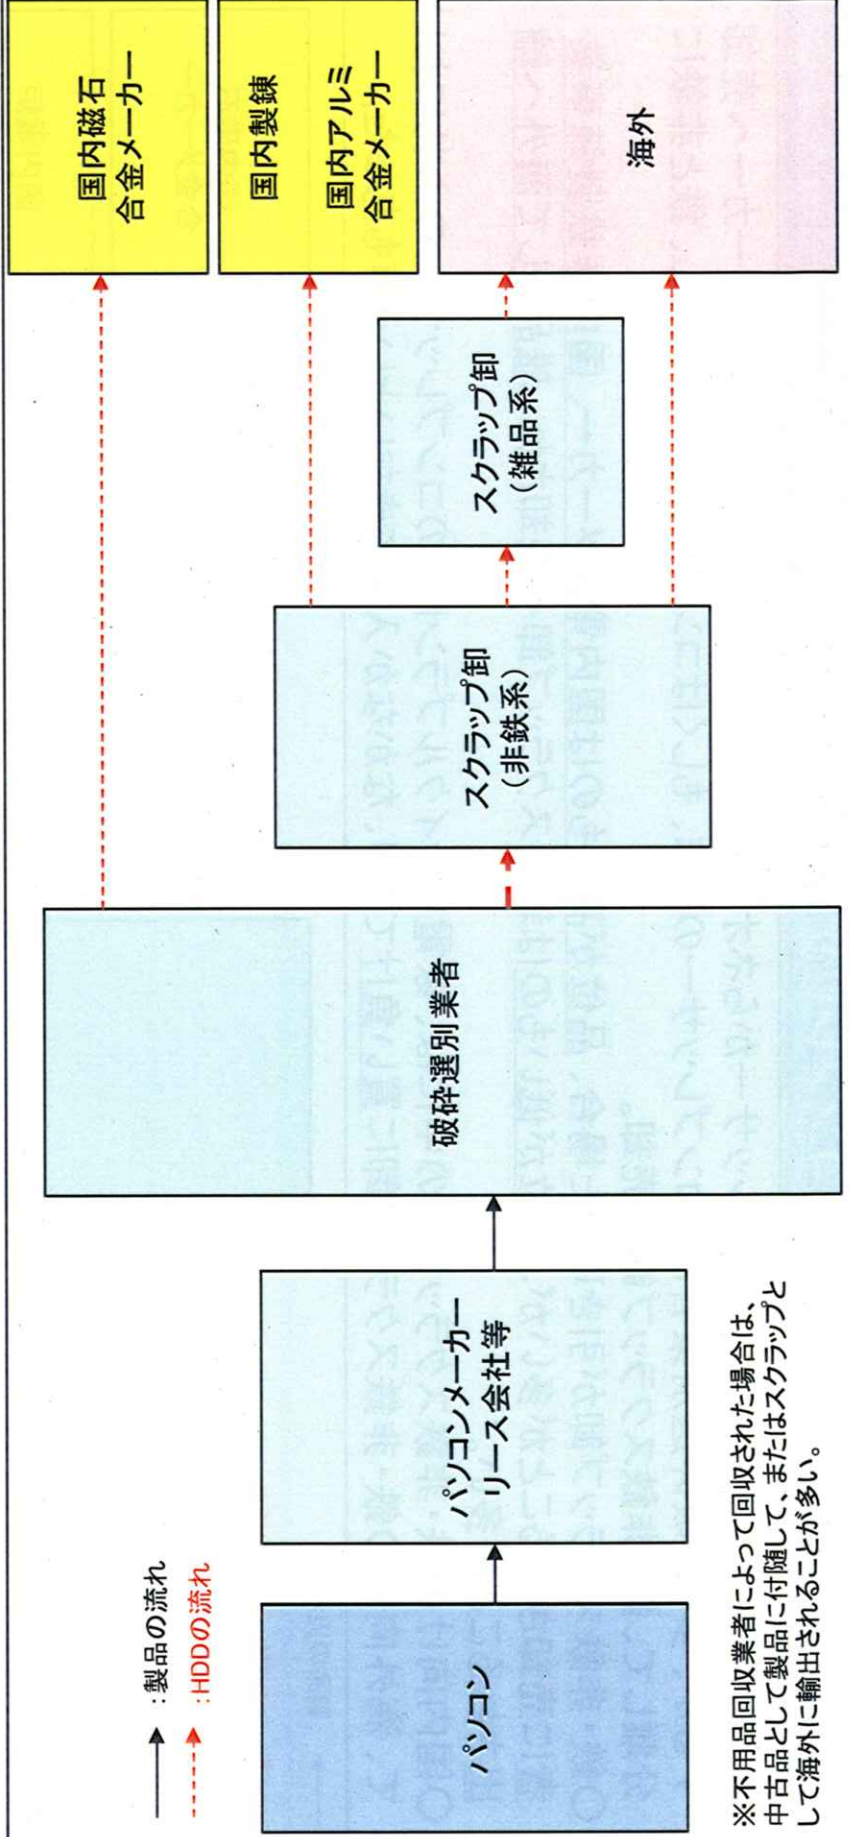 → :製品の流れ
→ :HDDの流れ
パソコン
パソコンメーカー
リース会社等
破砕選別業者
スクラップ卸
(非鉄系)
スクラップ卸
(雑品系)
国内磁石
合金メーカー
国内製錬
国内アルミ
合金メーカー
海外
※不用品回収業者によって回収された場合は、
中古品として製品に付随して、またはスクラップと
して海外に輸出されることが多い。